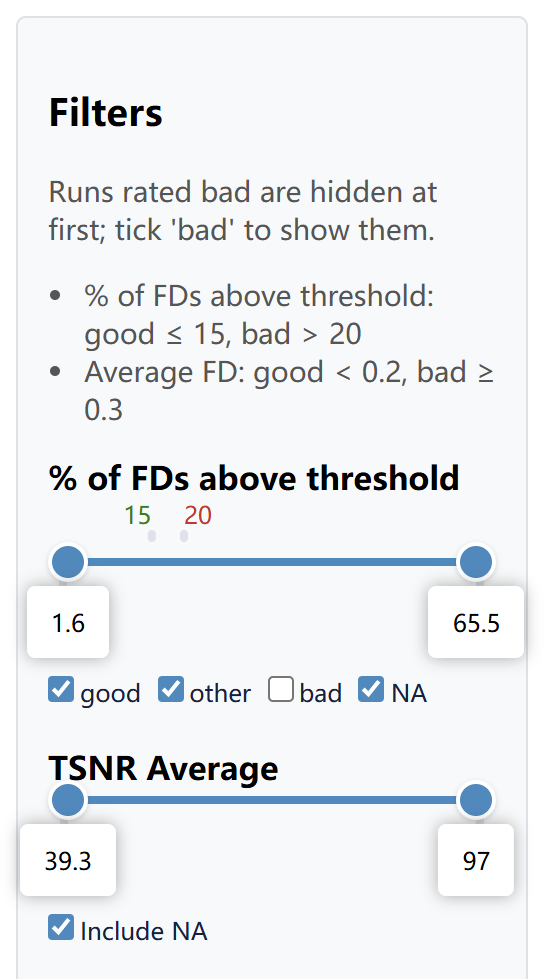 Filters
Runs rated bad are hidden at
first; tick 'bad' to show them.
• % of FDs above threshold:
good ≤ 15, bad > 20
• Average FD: good < 0.2, bad ≥
0.3
% of FDs above threshold
15 20
1.6 65.5
good other bad NA
TSNR Average
39.3 97
Include NA